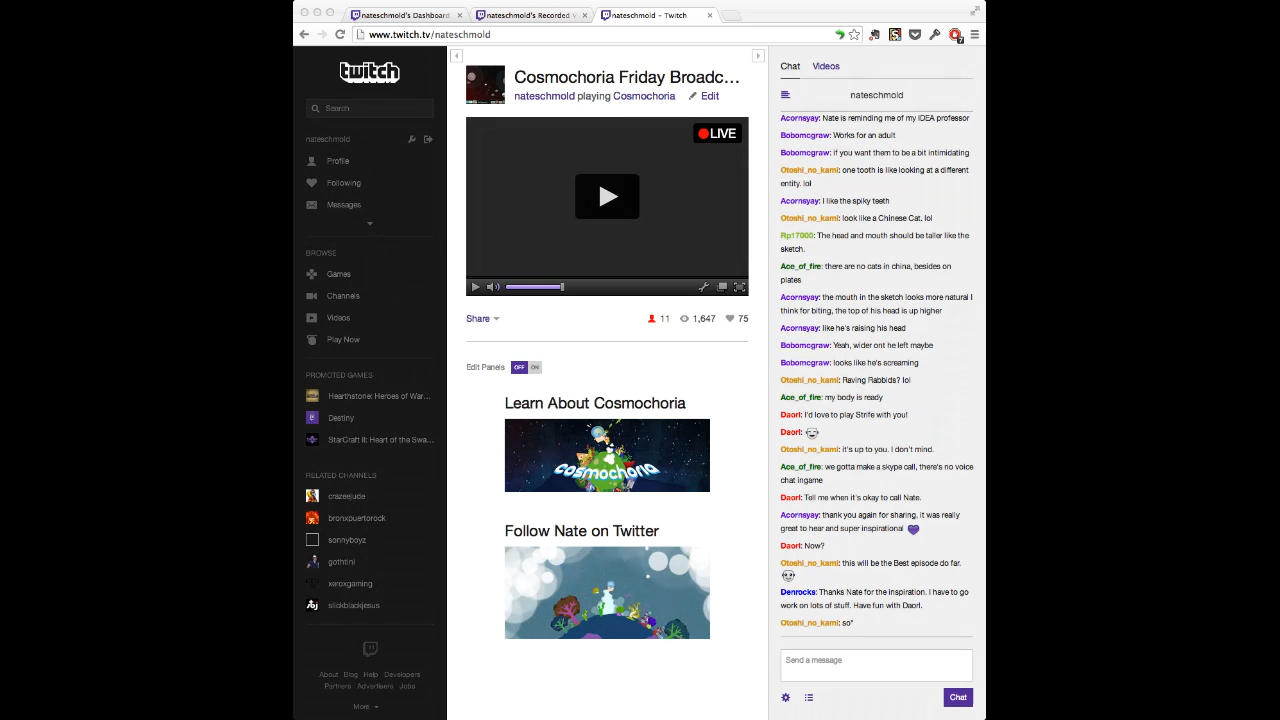 nateschmold's Dashboard
nateschmold's Recorded V
nateschmold - Twitch
www.twitch.tv/nateschmold
7
twitch
Search
nateschmold
Profile
Following
Messages
BROWSE
Games
Channels
Videos
Play Now
PROMOTED GAMES
Hearthstone: Heroes of War...
Destiny
StarCraft II: Heart of the Swa...
RELATED CHANNELS
crazeejude
bronxpuertorock
sonnyboyz
gothtini
xeroxgaming
slickblackjesus
About Blog Help Developers
Partners Advertisers Jobs
More
Cosmochoria Friday Broadc...
nateschmold playing Cosmochoria Edit
LIVE
Share
11 1,647 75
Edit Panels OFF ON
Learn About Cosmochoria
cosmochoria
Follow Nate on Twitter
Chat Videos
nateschmold
Acornsyay: Nate is reminding me of my IDEA professor
Bobomcgraw: Works for an adult
Bobomcgraw: if you want them to be a bit intimidating
Otoshi_no_kami: one tooth is like looking at a different
entity. lol
Acornsyay: I like the spiky teeth
Otoshi_no_kami: look like a Chinese Cat. lol
Rp17000: The head and mouth should be taller like the
sketch.
Ace_of_fire: there are no cats in china, besides on
plates
Acornsyay: the mouth in the sketch looks more natural I
think for biting, the top of his head is up higher
Acornsyay: like he's raising his head
Bobomcgraw: Yeah, wider ont he left maybe
Bobomcgraw: looks like he's screaming
Otoshi_no_kami: Raving Rabbids? lol
Ace_of_fire: my body is ready
Daorl: I'd love to play Strife with you!
Daorl:
Otoshi_no_kami: it's up to you. I don't mind.
Ace_of_fire: we gotta make a skype call, there's no voice
chat ingame
Daorl: Tell me when it's okay to call Nate.
Acornsyay: thank you again for sharing, it was really
great to hear and super inspirational
Daorl: Now?
Otoshi_no_kami: this will be the Best episode do far.
Denrocks: Thanks Nate for the inspiration. I have to go
work on lots of stuff. Have fun with Daorl.
Otoshi_no_kami: so*
Send a message
Chat